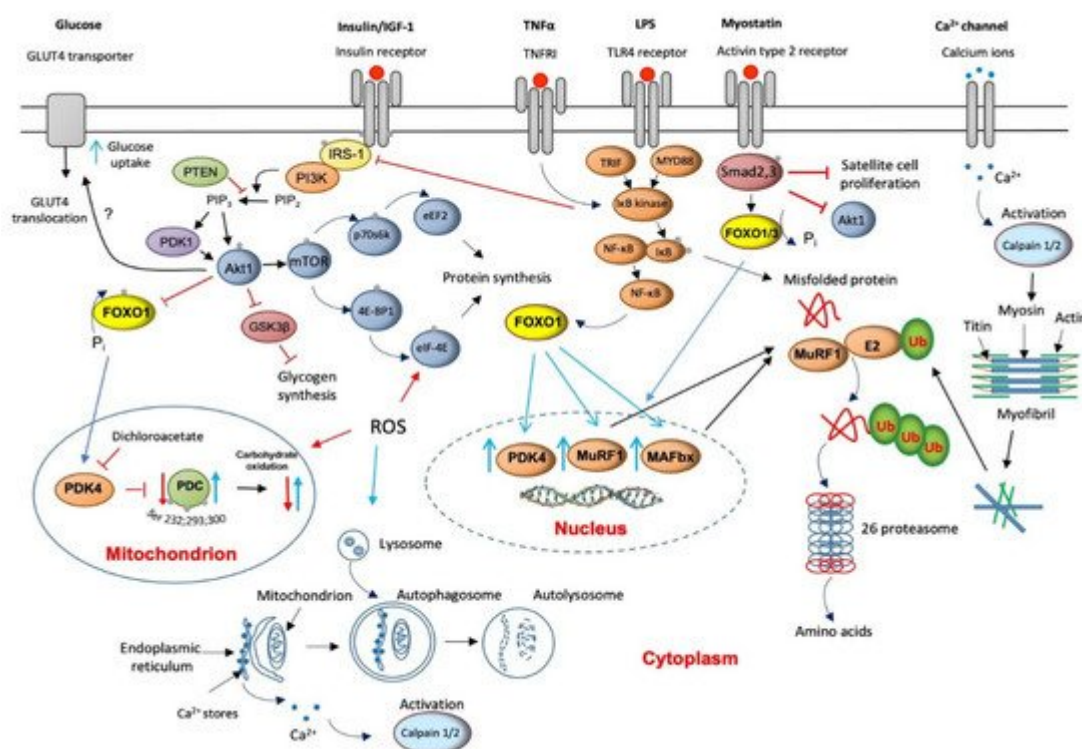 Glucose
GLUT4 transporter
Insulin/IGF-1
Insulin receptor
TNFα
TNFRI
LPS
TLR4 receptor
Myostatin
Activin type 2 receptor
Ca²⁺ channel
Calcium ions
Glucose
uptake
GLUT4
translocation
?
PTEN
PIP₃
PIP₂
PI3K
IRS-1
PDK1
Akt1
mTOR
p70s6k
eEF2
4E-BP1
eIF-4E
Protein synthesis
FOXO1
Pᵢ
GSK3β
Glycogen
synthesis
TRIF
MYD88
IκB kinase
NF-κB
IκB
NF-κB
FOXO1
Smad2,3
FOXO1/3
Pᵢ
Satellite cell
proliferation
Akt1
Ca²⁺
Activation
Calpain 1/2
Misfolded protein
MuRF1
E2
Ub
Titin
Myosin
Actin
Myofibril
Ub
Ub
Ub
26 proteasome
Amino acids
ROS
Dichloroacetate
PDK4
PDC
Ser 232;293;300
Carbohydrate
oxidation
Mitochondrion
PDK4
MuRF1
MAFbx
Nucleus
Lysosome
Mitochondrion
Autophagosome
Autolysosome
Endoplasmic
reticulum
Ca²⁺ stores
Ca²⁺
Activation
Calpain 1/2
Cytoplasm